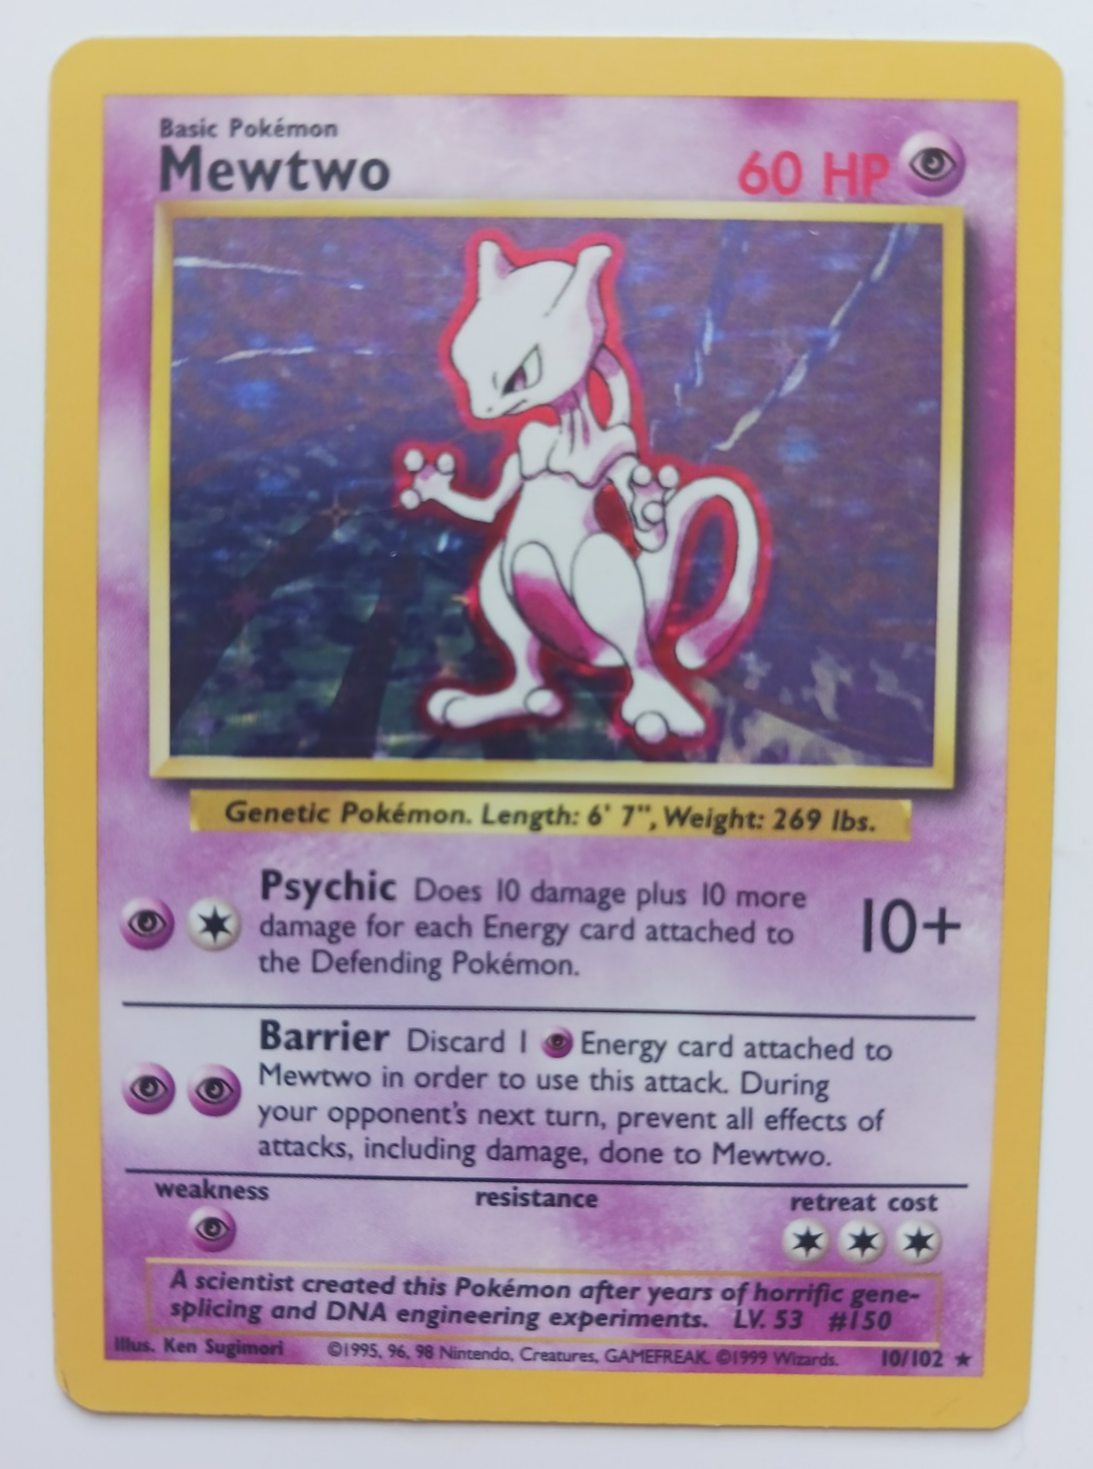 Basic Pokémon
Mewtwo
60 HP
Genetic Pokémon. Length: 6' 7", Weight: 269 lbs.
Psychic Does 10 damage plus 10 more
damage for each Energy card attached to
the Defending Pokémon.
10+
Barrier Discard 1 Energy card attached to
Mewtwo in order to use this attack. During
your opponent's next turn, prevent all effects of
attacks, including damage, done to Mewtwo.
weakness
resistance
retreat cost
A scientist created this Pokémon after years of horrific gene-
splicing and DNA engineering experiments. LV. 53 #150
Illus. Ken Sugimori ©1995, 96, 98 Nintendo, Creatures, GAMEFREAK. ©1999 Wizards. 10/102 ★